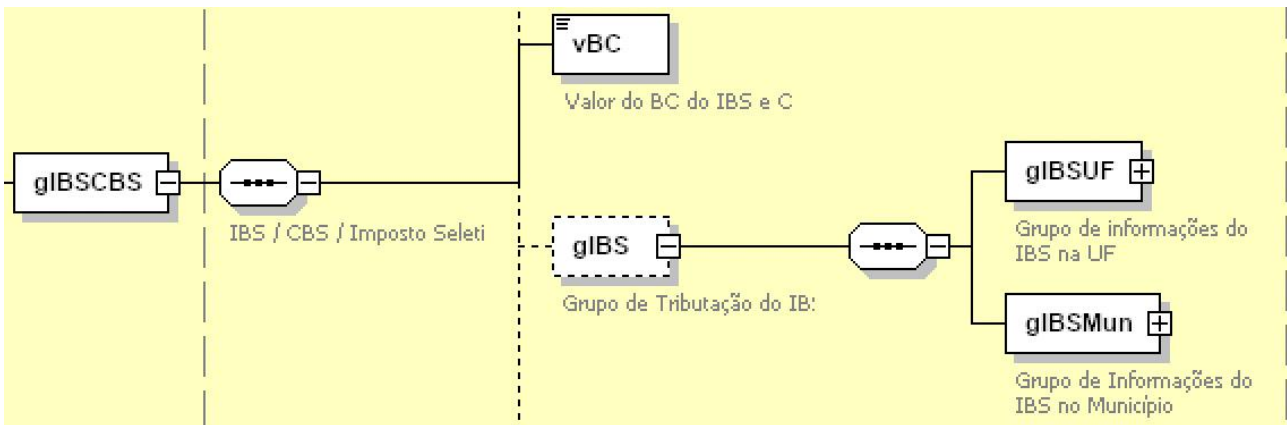 vBC
Valor do BC do IBS e C
gIBSCBS
IBS / CBS / Imposto Seleti
gIBSUF
Grupo de informações do
IBS na UF
gIBS
Grupo de Tributação do IB
gIBSMun
Grupo de Informações do
IBS no Município